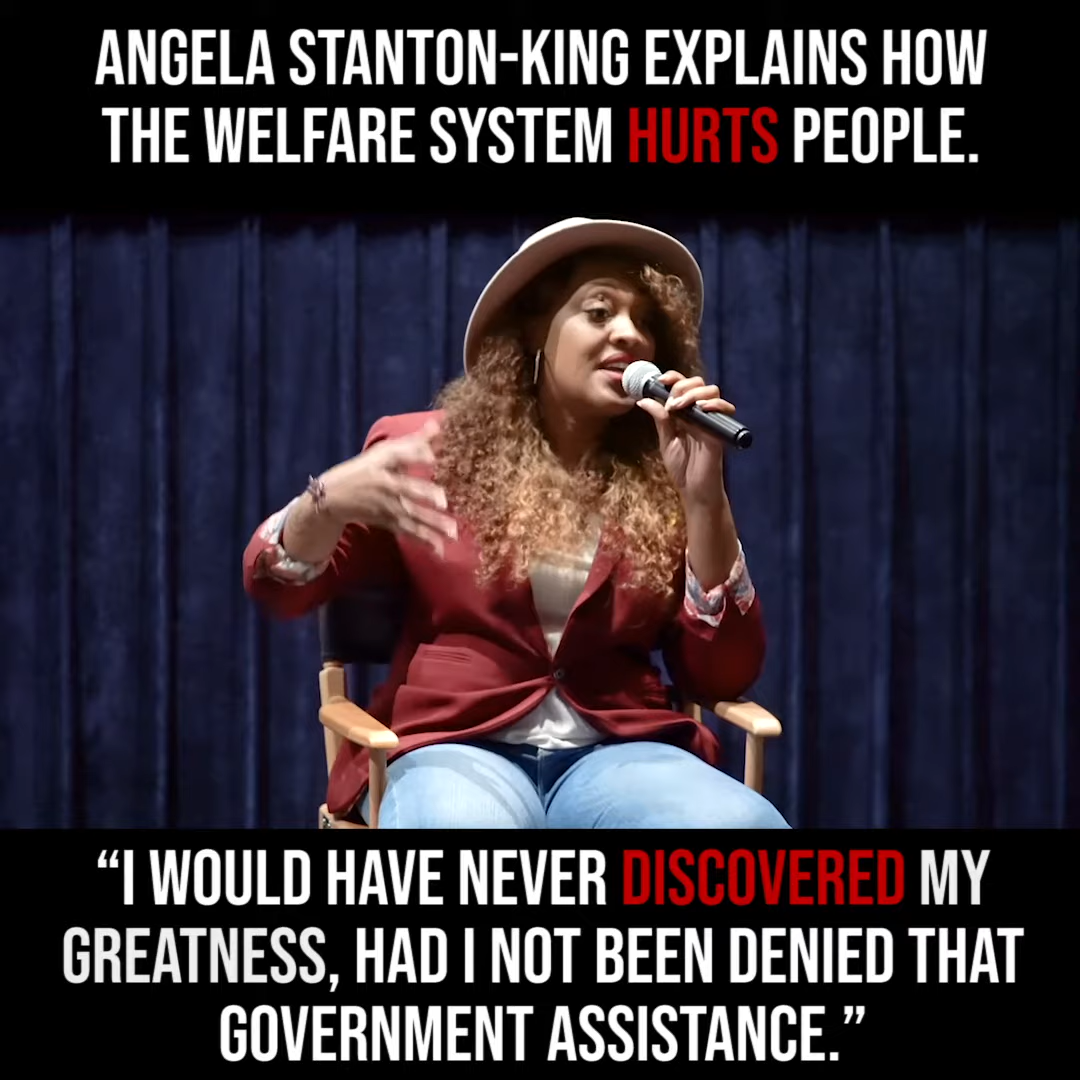 ANGELA STANTON-KING EXPLAINS HOW
THE WELFARE SYSTEM HURTS PEOPLE.
“I WOULD HAVE NEVER DISCOVERED MY
GREATNESS, HAD I NOT BEEN DENIED THAT
GOVERNMENT ASSISTANCE.”